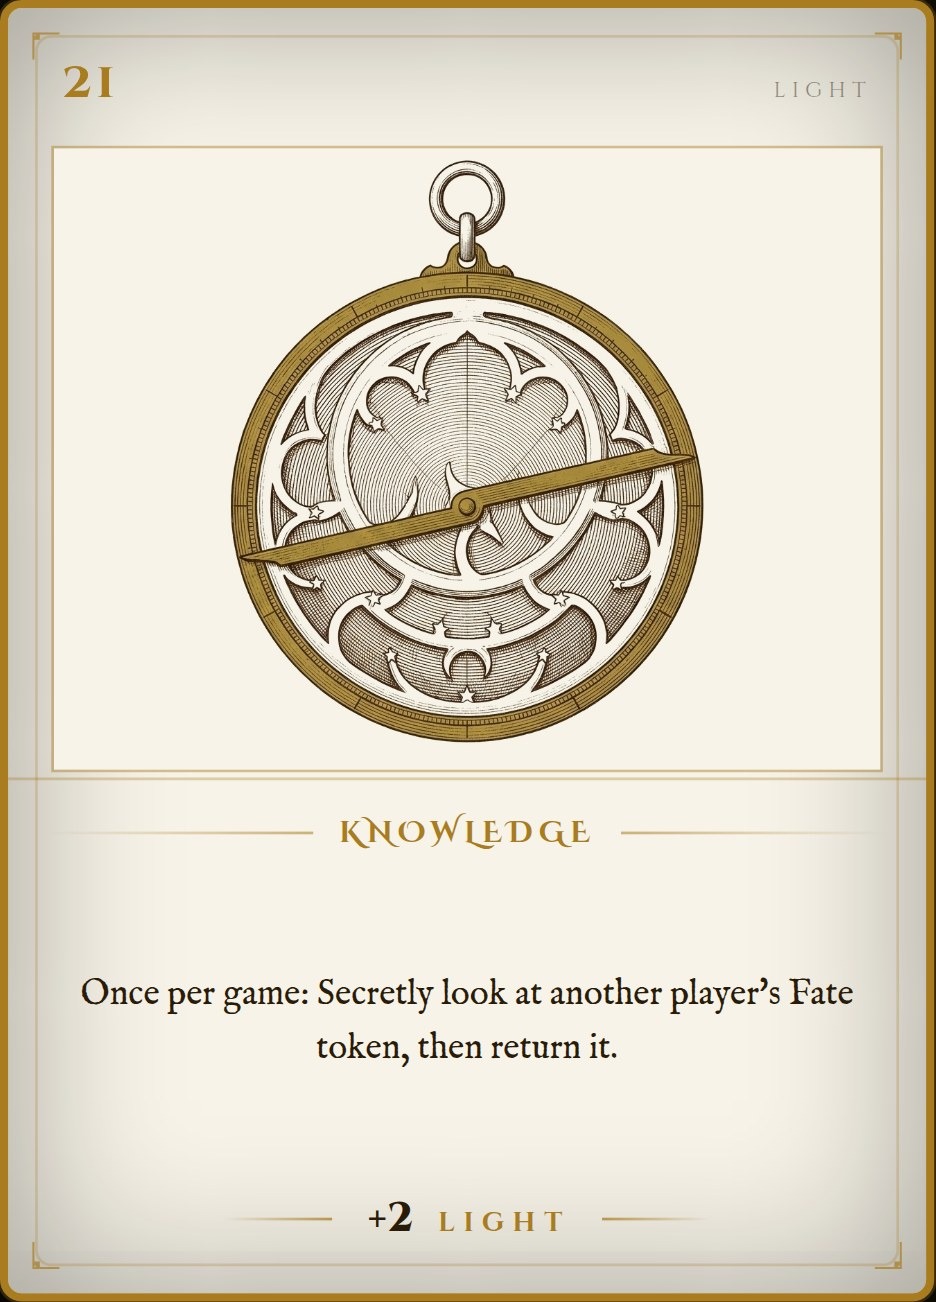 21
LIGHT
KNOWLEDGE
Once per game: Secretly look at another player’s Fate
token, then return it.
+2 LIGHT